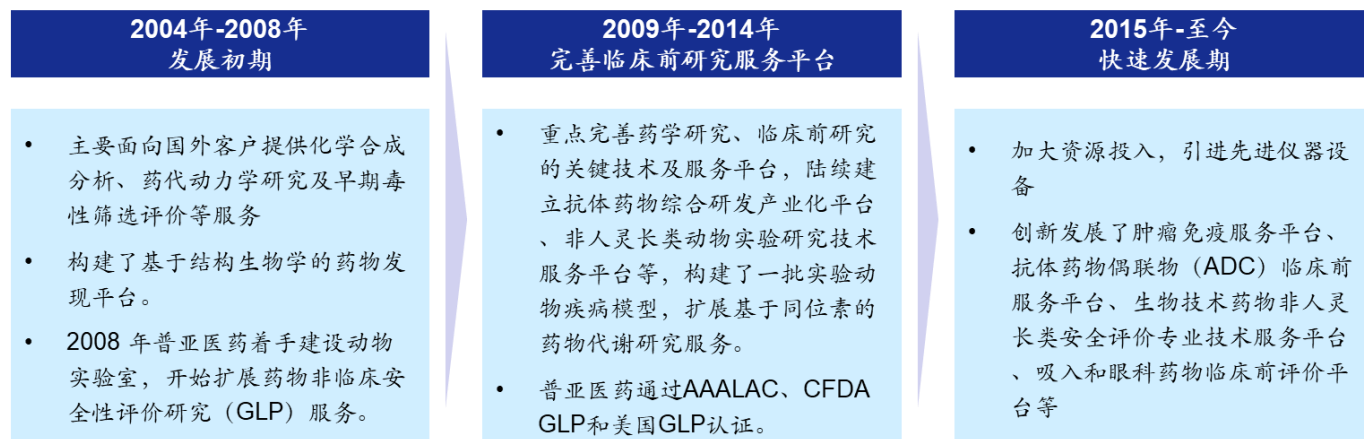 2004年-2008年
发展初期
• 主要面向国外客户提供化学合成
分析、药代动力学研究及早期毒
性筛选评价等服务
• 构建了基于结构生物学的药物发
现平台。
• 2008 年普亚医药着手建设动物
实验室，开始扩展药物非临床安
全性评价研究（GLP）服务。
2009年-2014年
完善临床前研究服务平台
• 重点完善药学研究、临床前研究
的关键技术及服务平台，陆续建
立抗体药物综合研发产业化平台
、非人灵长类动物实验研究技术
服务平台等，构建了一批实验动
物疾病模型，扩展基于同位素的
药物代谢研究服务。
• 普亚医药通过AAALAC、CFDA
GLP和美国GLP认证。
2015年-至今
快速发展期
• 加大资源投入，引进先进仪器设
备
• 创新发展了肿瘤免疫服务平台、
抗体药物偶联物（ADC）临床前
服务平台、生物技术药物非人灵
长类安全评价专业技术服务平台
、吸入和眼科药物临床前评价平
台等